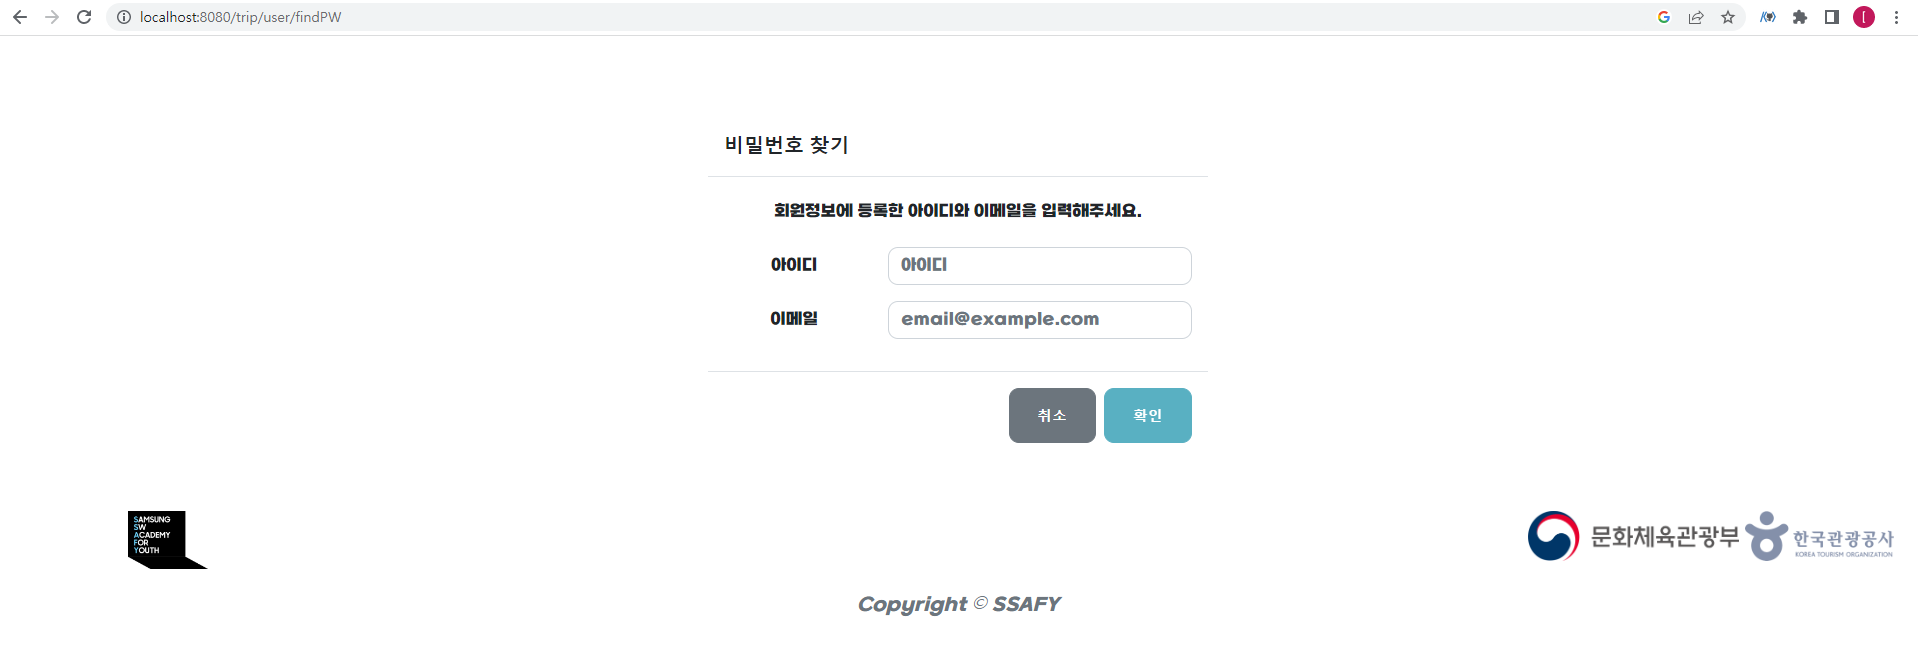 localhost:8080/trip/user/findPW
비밀번호 찾기
회원정보에 등록한 아이디와 이메일을 입력해주세요.
아이디 아이디
이메일 email@example.com
취소 확인
SAMSUNG
SW
ACADEMY
FOR
YOUTH
문화체육관광부
한국관광공사
KOREA TOURISM ORGANIZATION
Copyright © SSAFY